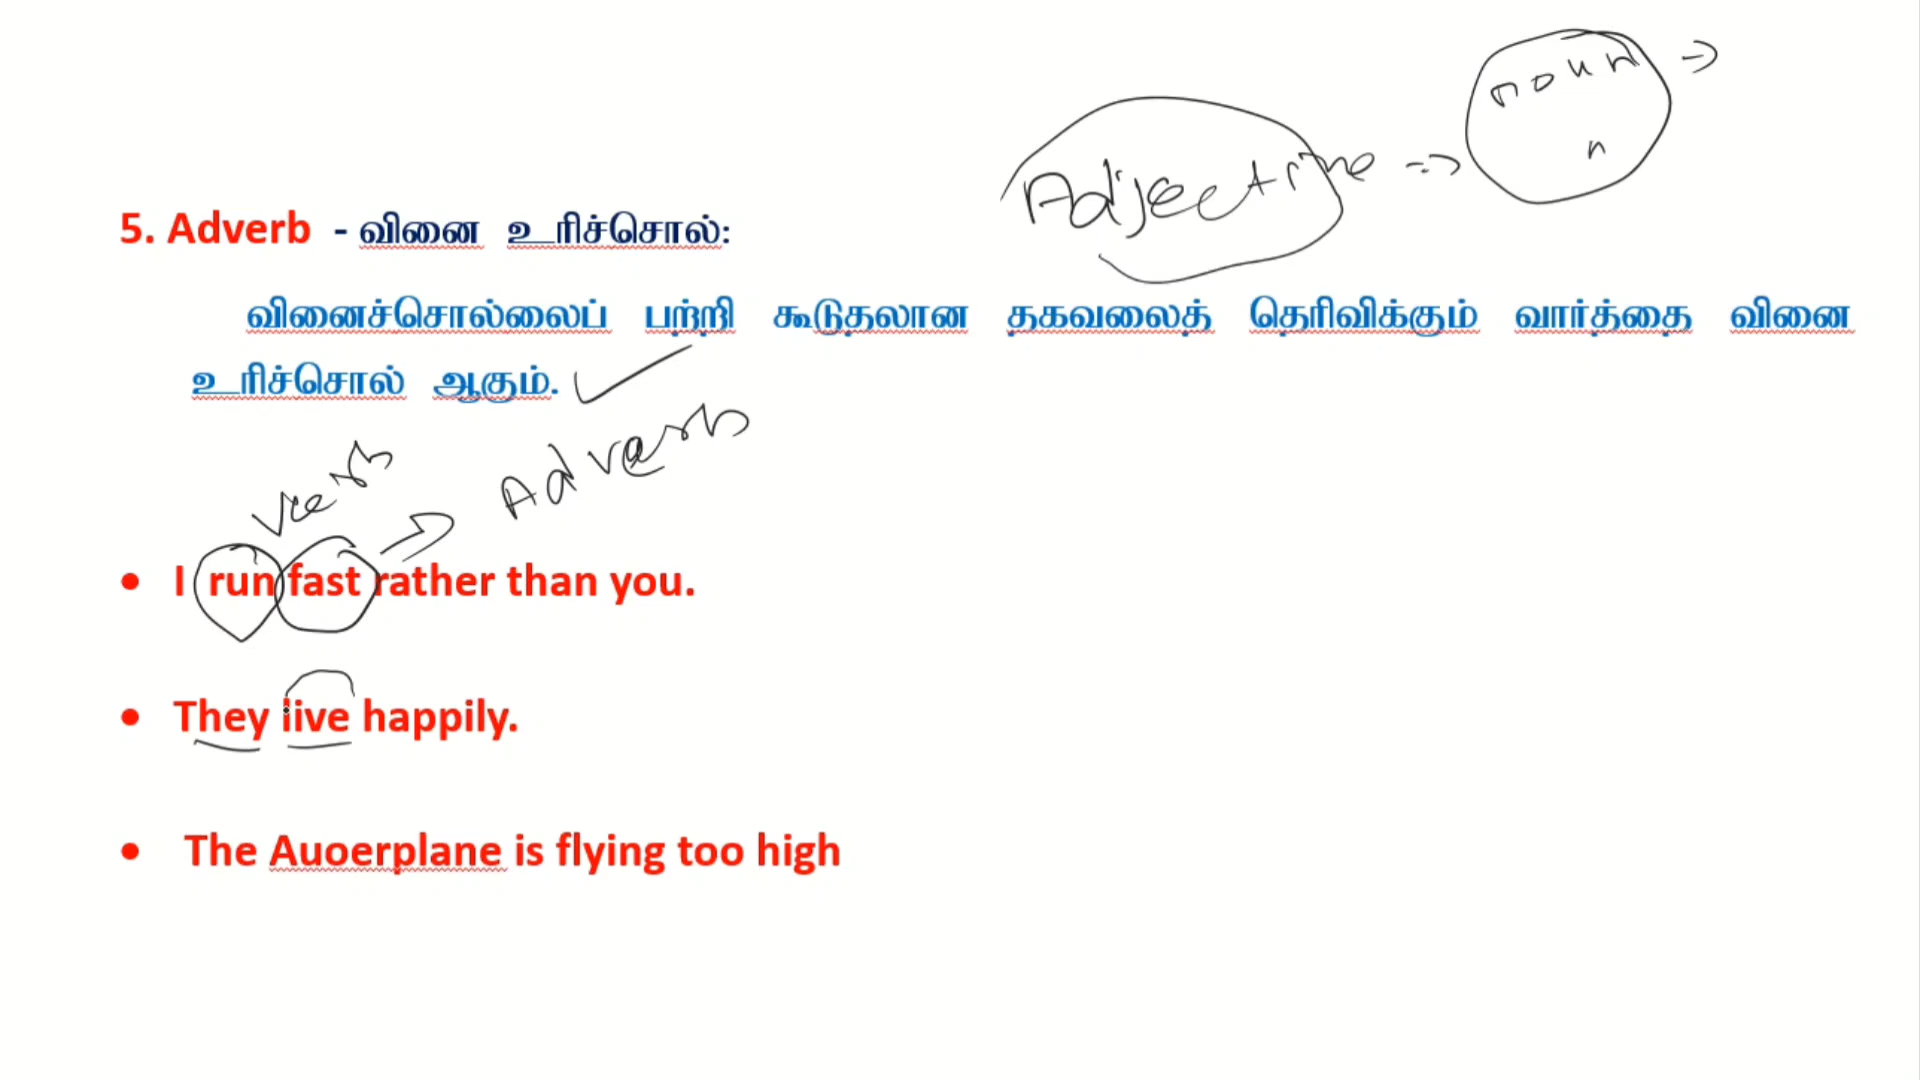 noun =>
n
Adjective =>
5. Adverb - வினை உரிச்சொல்:
வினைச்சொல்லைப் பற்றி கூடுதலான தகவலைத் தெரிவிக்கும் வார்த்தை வினை
உரிச்சொல் ஆகும்.
Verb
Adverb
• I run fast rather than you.
• They live happily.
• The Auoerplane is flying too high